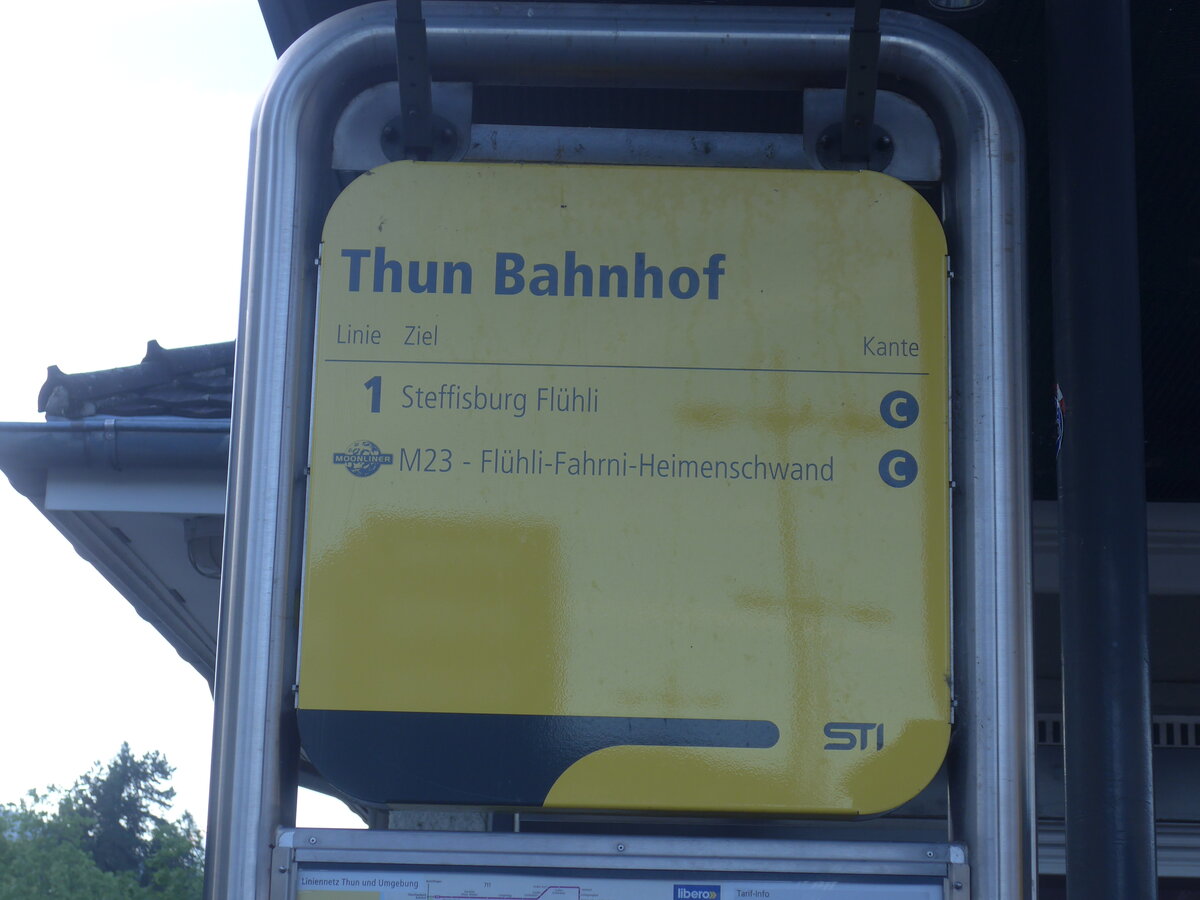 Thun Bahnhof
Linie Ziel Kante
1 Steffisburg Flühli C
MOONLINER M23 - Flühli-Fahrni-Heimenschwand C
STI
Liniennetz Thun und Umgebung libero Tarif-Info